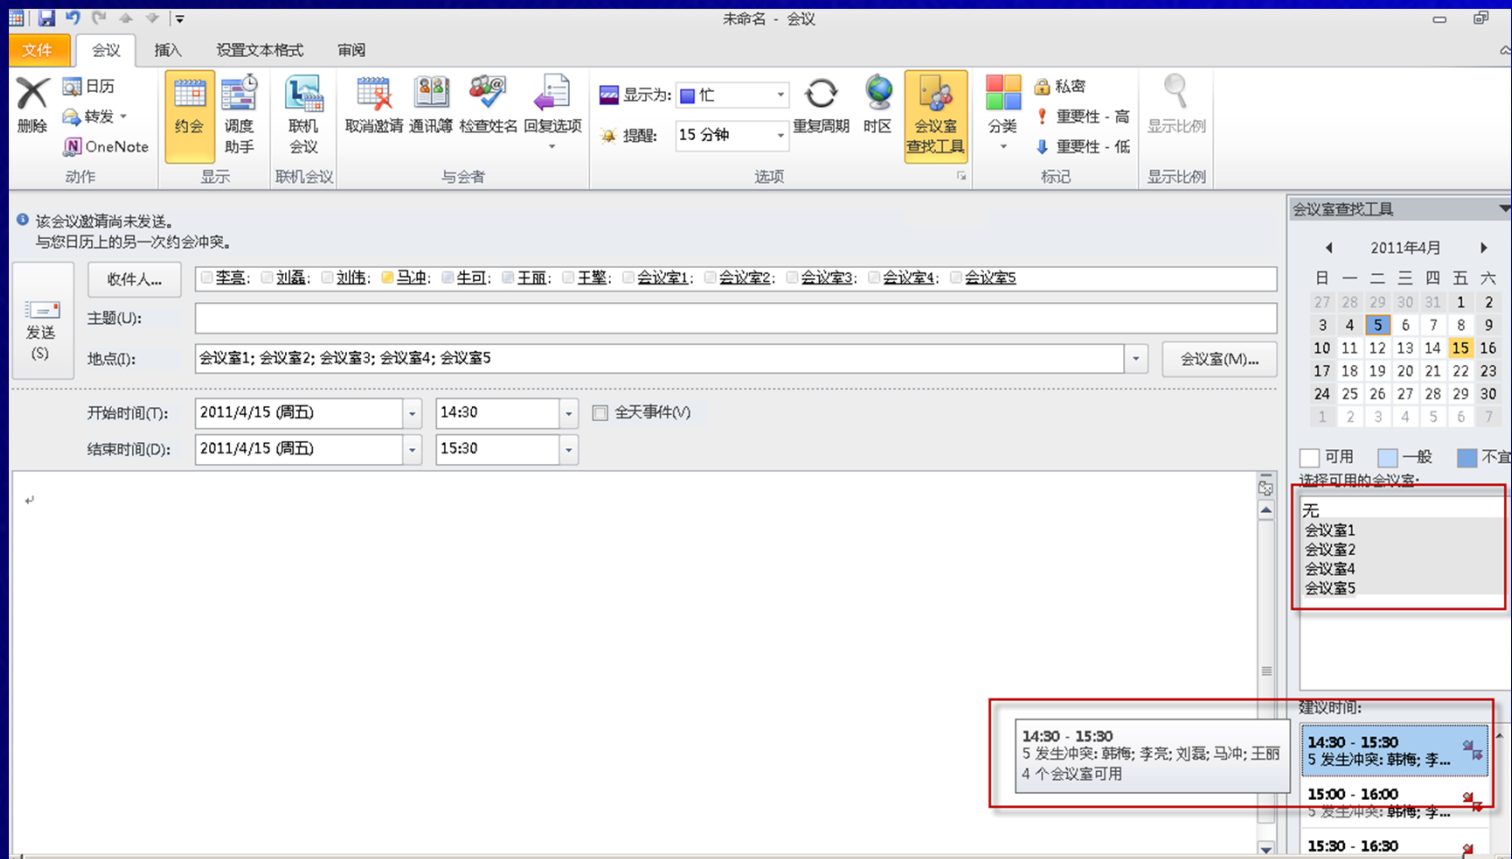 未命名 - 会议
文件 会议 插入 设置文本格式 审阅
删除 日历 转发 OneNote
动作
约会 调度助手
显示
联机会议
联机会议
取消邀请 通讯簿 检查姓名 回复选项
与会者
显示为: 忙
提醒: 15 分钟
重复周期 时区 会议室查找工具
选项
分类 私密
重要性 - 高
重要性 - 低
标记
显示比例
显示比例
该会议邀请尚未发送。
与您日历上的另一次约会冲突。
发送(S)
收件人... 李亮; 刘磊; 刘伟; 马冲; 牛可; 王丽; 王擎; 会议室1; 会议室2; 会议室3; 会议室4; 会议室5
主题(U):
地点(I): 会议室1; 会议室2; 会议室3; 会议室4; 会议室5 会议室(M)...
开始时间(T): 2011/4/15 (周五) 14:30 全天事件(V)
结束时间(D): 2011/4/15 (周五) 15:30
会议室查找工具
2011年4月
日 一 二 三 四 五 六
27 28 29 30 31 1 2
3 4 5 6 7 8 9
10 11 12 13 14 15 16
17 18 19 20 21 22 23
24 25 26 27 28 29 30
1 2 3 4 5 6 7
可用 一般 不宜
选择可用的会议室:
无
会议室1
会议室2
会议室4
会议室5
建议时间:
14:30 - 15:30
5 发生冲突: 韩梅; 李亮; 刘磊; 马冲; 王丽
4 个会议室可用
14:30 - 15:30
5 发生冲突: 韩梅; 李...
15:00 - 16:00
5 发生冲突: 韩梅; 李...
15:30 - 16:30